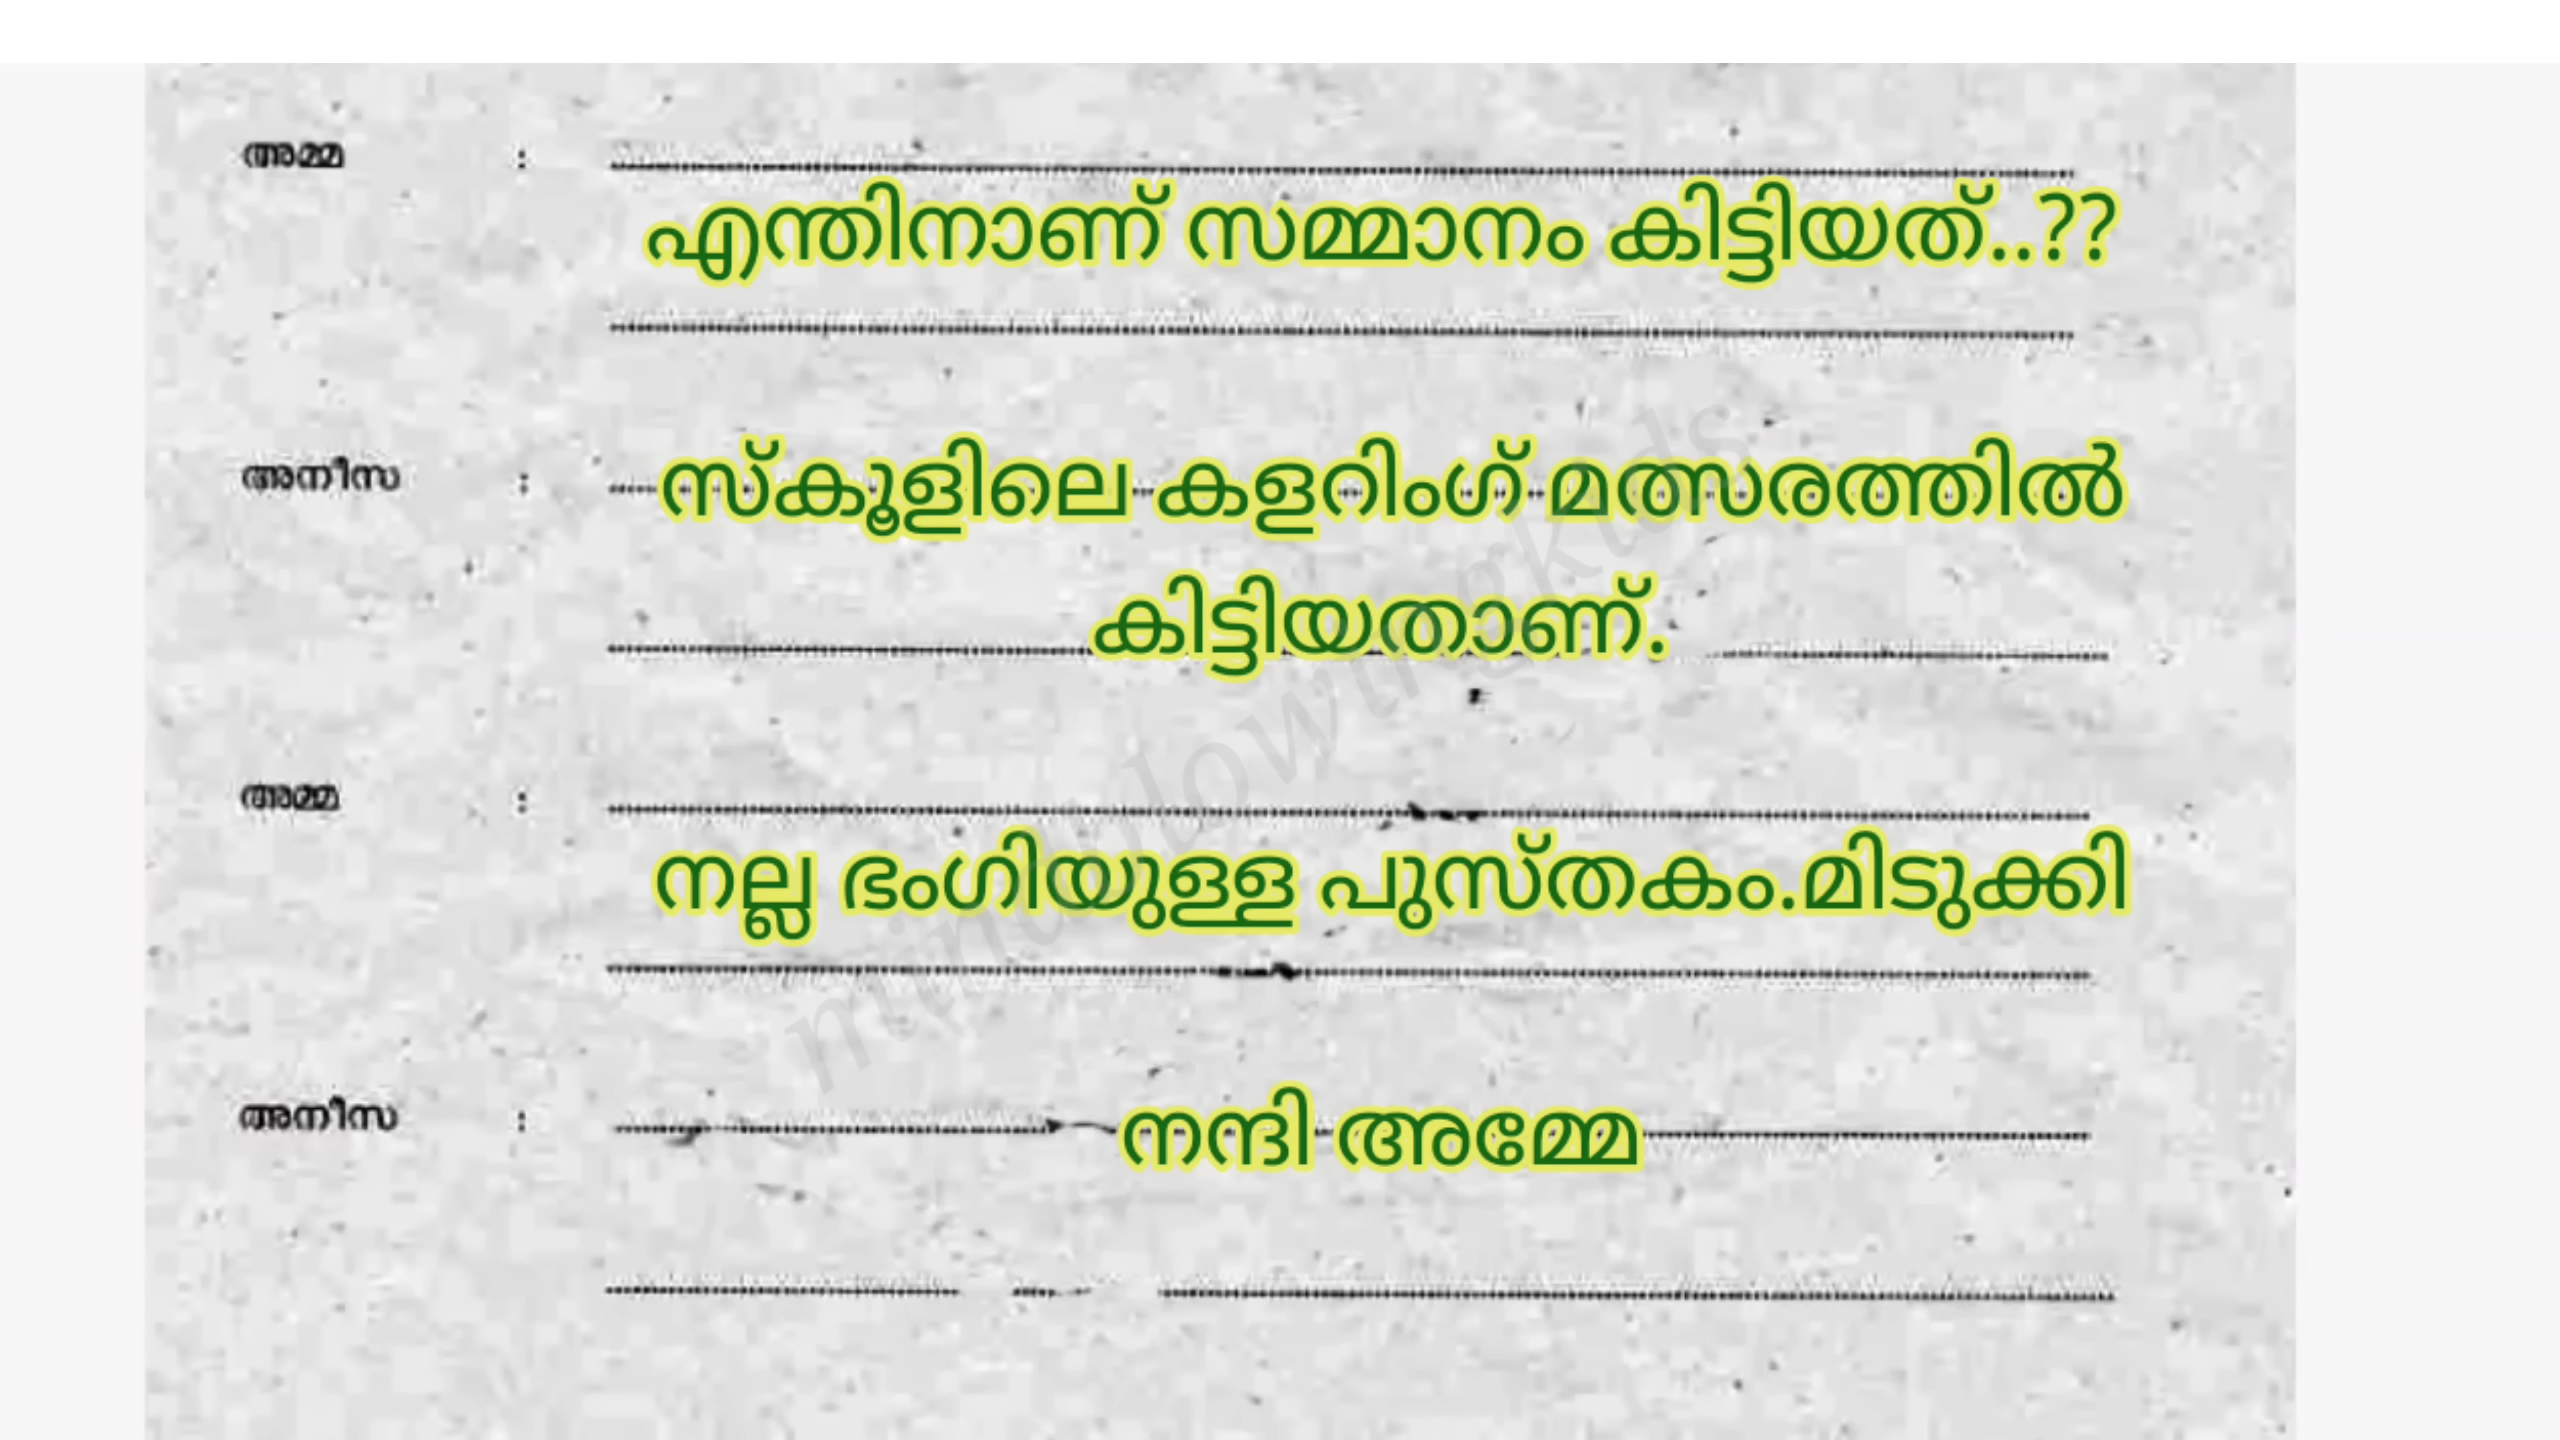 അമ്മ :
എന്തിനാണ് സമ്മാനം കിട്ടിയത്..??
അനീസ : സ്കൂളിലെ കളറിംഗ് മത്സരത്തിൽ
കിട്ടിയതാണ്.
അമ്മ :
നല്ല ഭംഗിയുള്ള പുസ്തകം.മിടുക്കി
അനീസ : നന്ദി അമ്മേ